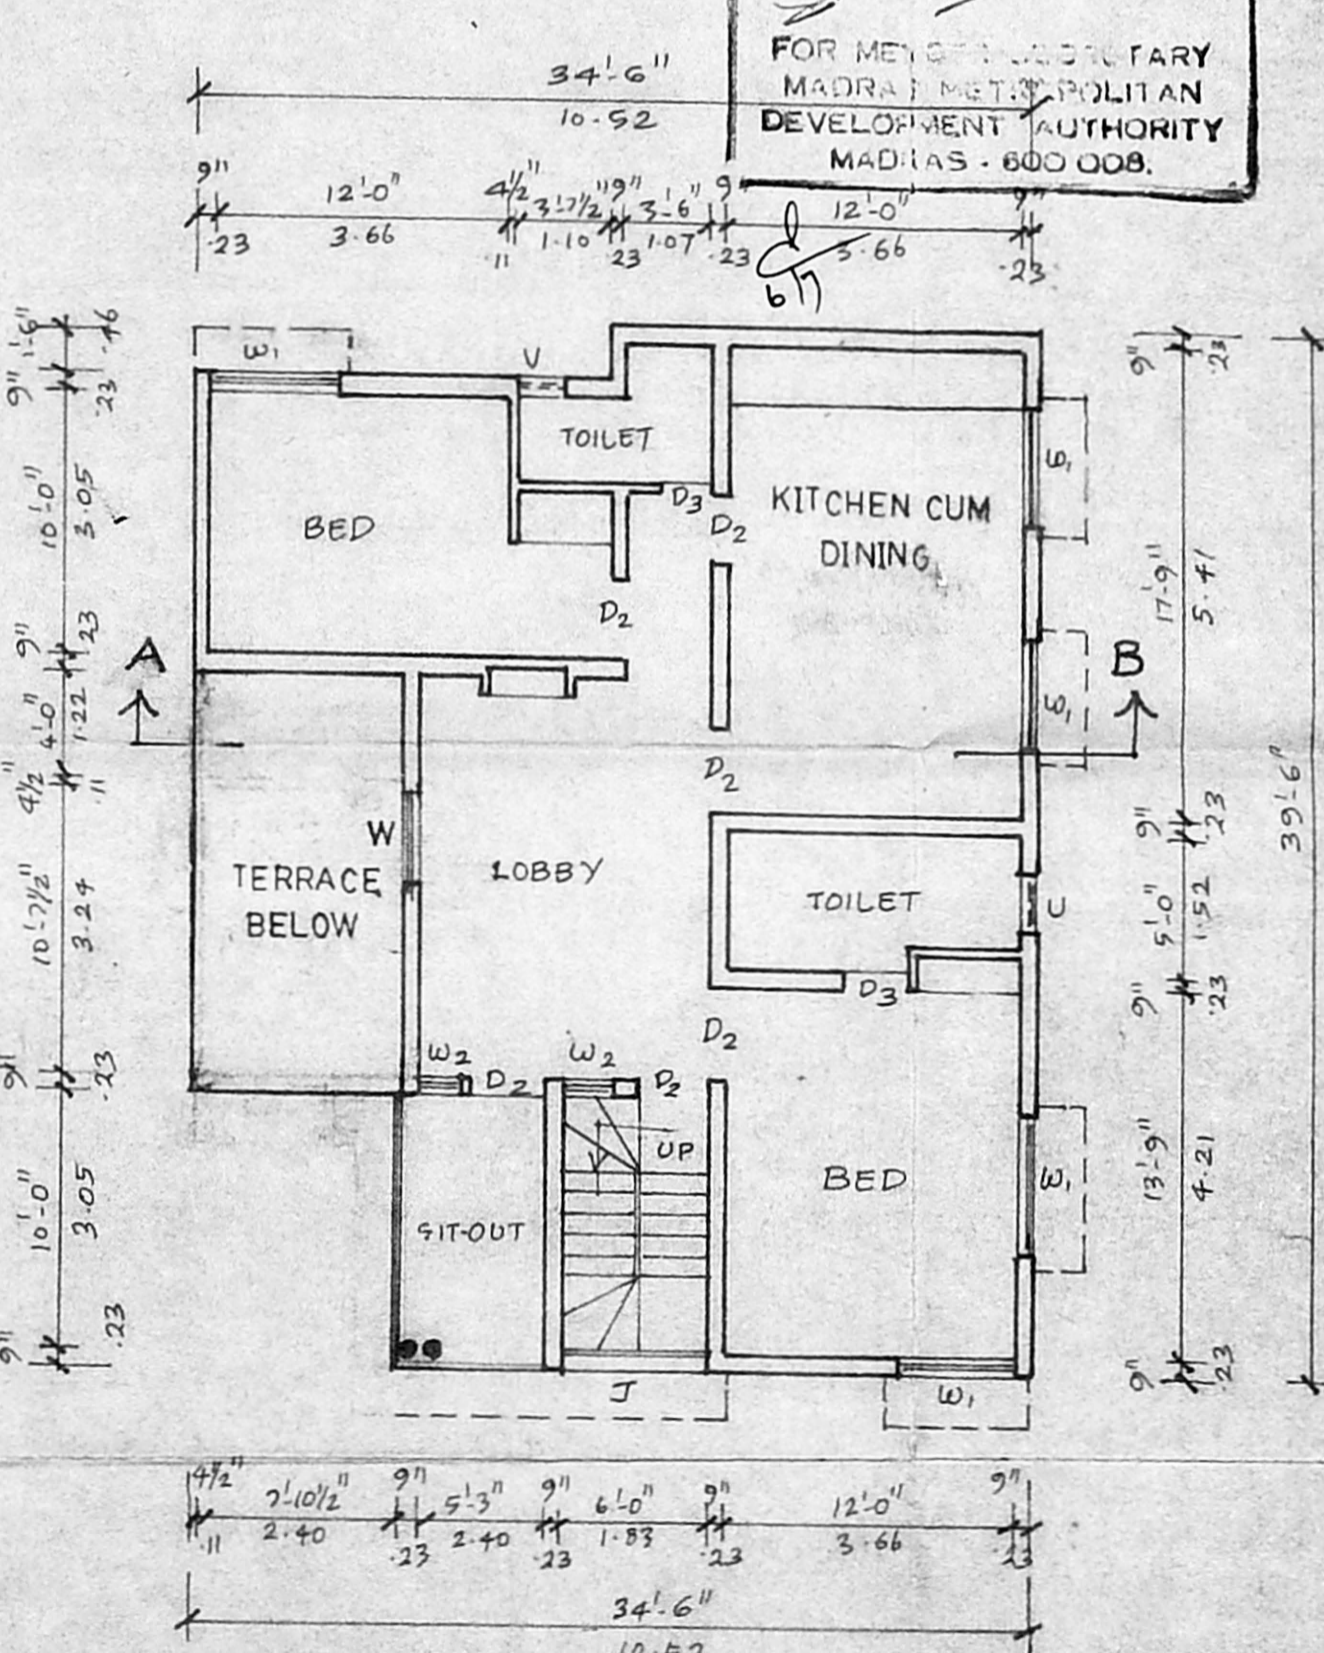 34'-6"
10.52
FOR
MADRAS METROPOLITAN
DEVELOPMENT AUTHORITY
MADRAS - 600 008.
9" 12'-0" 4½" 3'-7½" 9" 3'-6" 9" 12'-0" 9"
.23 3.66 .11 1.10 .23 1.07 .23 3.66 .23
6/7
1'-6" .46
9" .23
10'-0" 3.05
9" .23
4'-0" 1.22
4½" .11
10'-7½" 3.24
9" .23
10'-0" 3.05
9" .23
W1
V
TOILET
BED
D3
D2
KITCHEN CUM
DINING
W1
D2
A
B
W1
D2
W
TERRACE
BELOW
LOBBY
TOILET
V
D3
D2
W2
D2
W2
D2
UP
SIT-OUT
BED
W1
J
W1
9" .23
17'-9" 5.41
9" .23
5'-0" 1.52
9" .23
13'-9" 4.21
9" .23
39'-6"
4½" 7'-10½" 9" 5'-3" 9" 6'-0" 9" 12'-0" 9"
.11 2.40 .23 2.40 .23 1.83 .23 3.66 .23
34'-6"
10.52